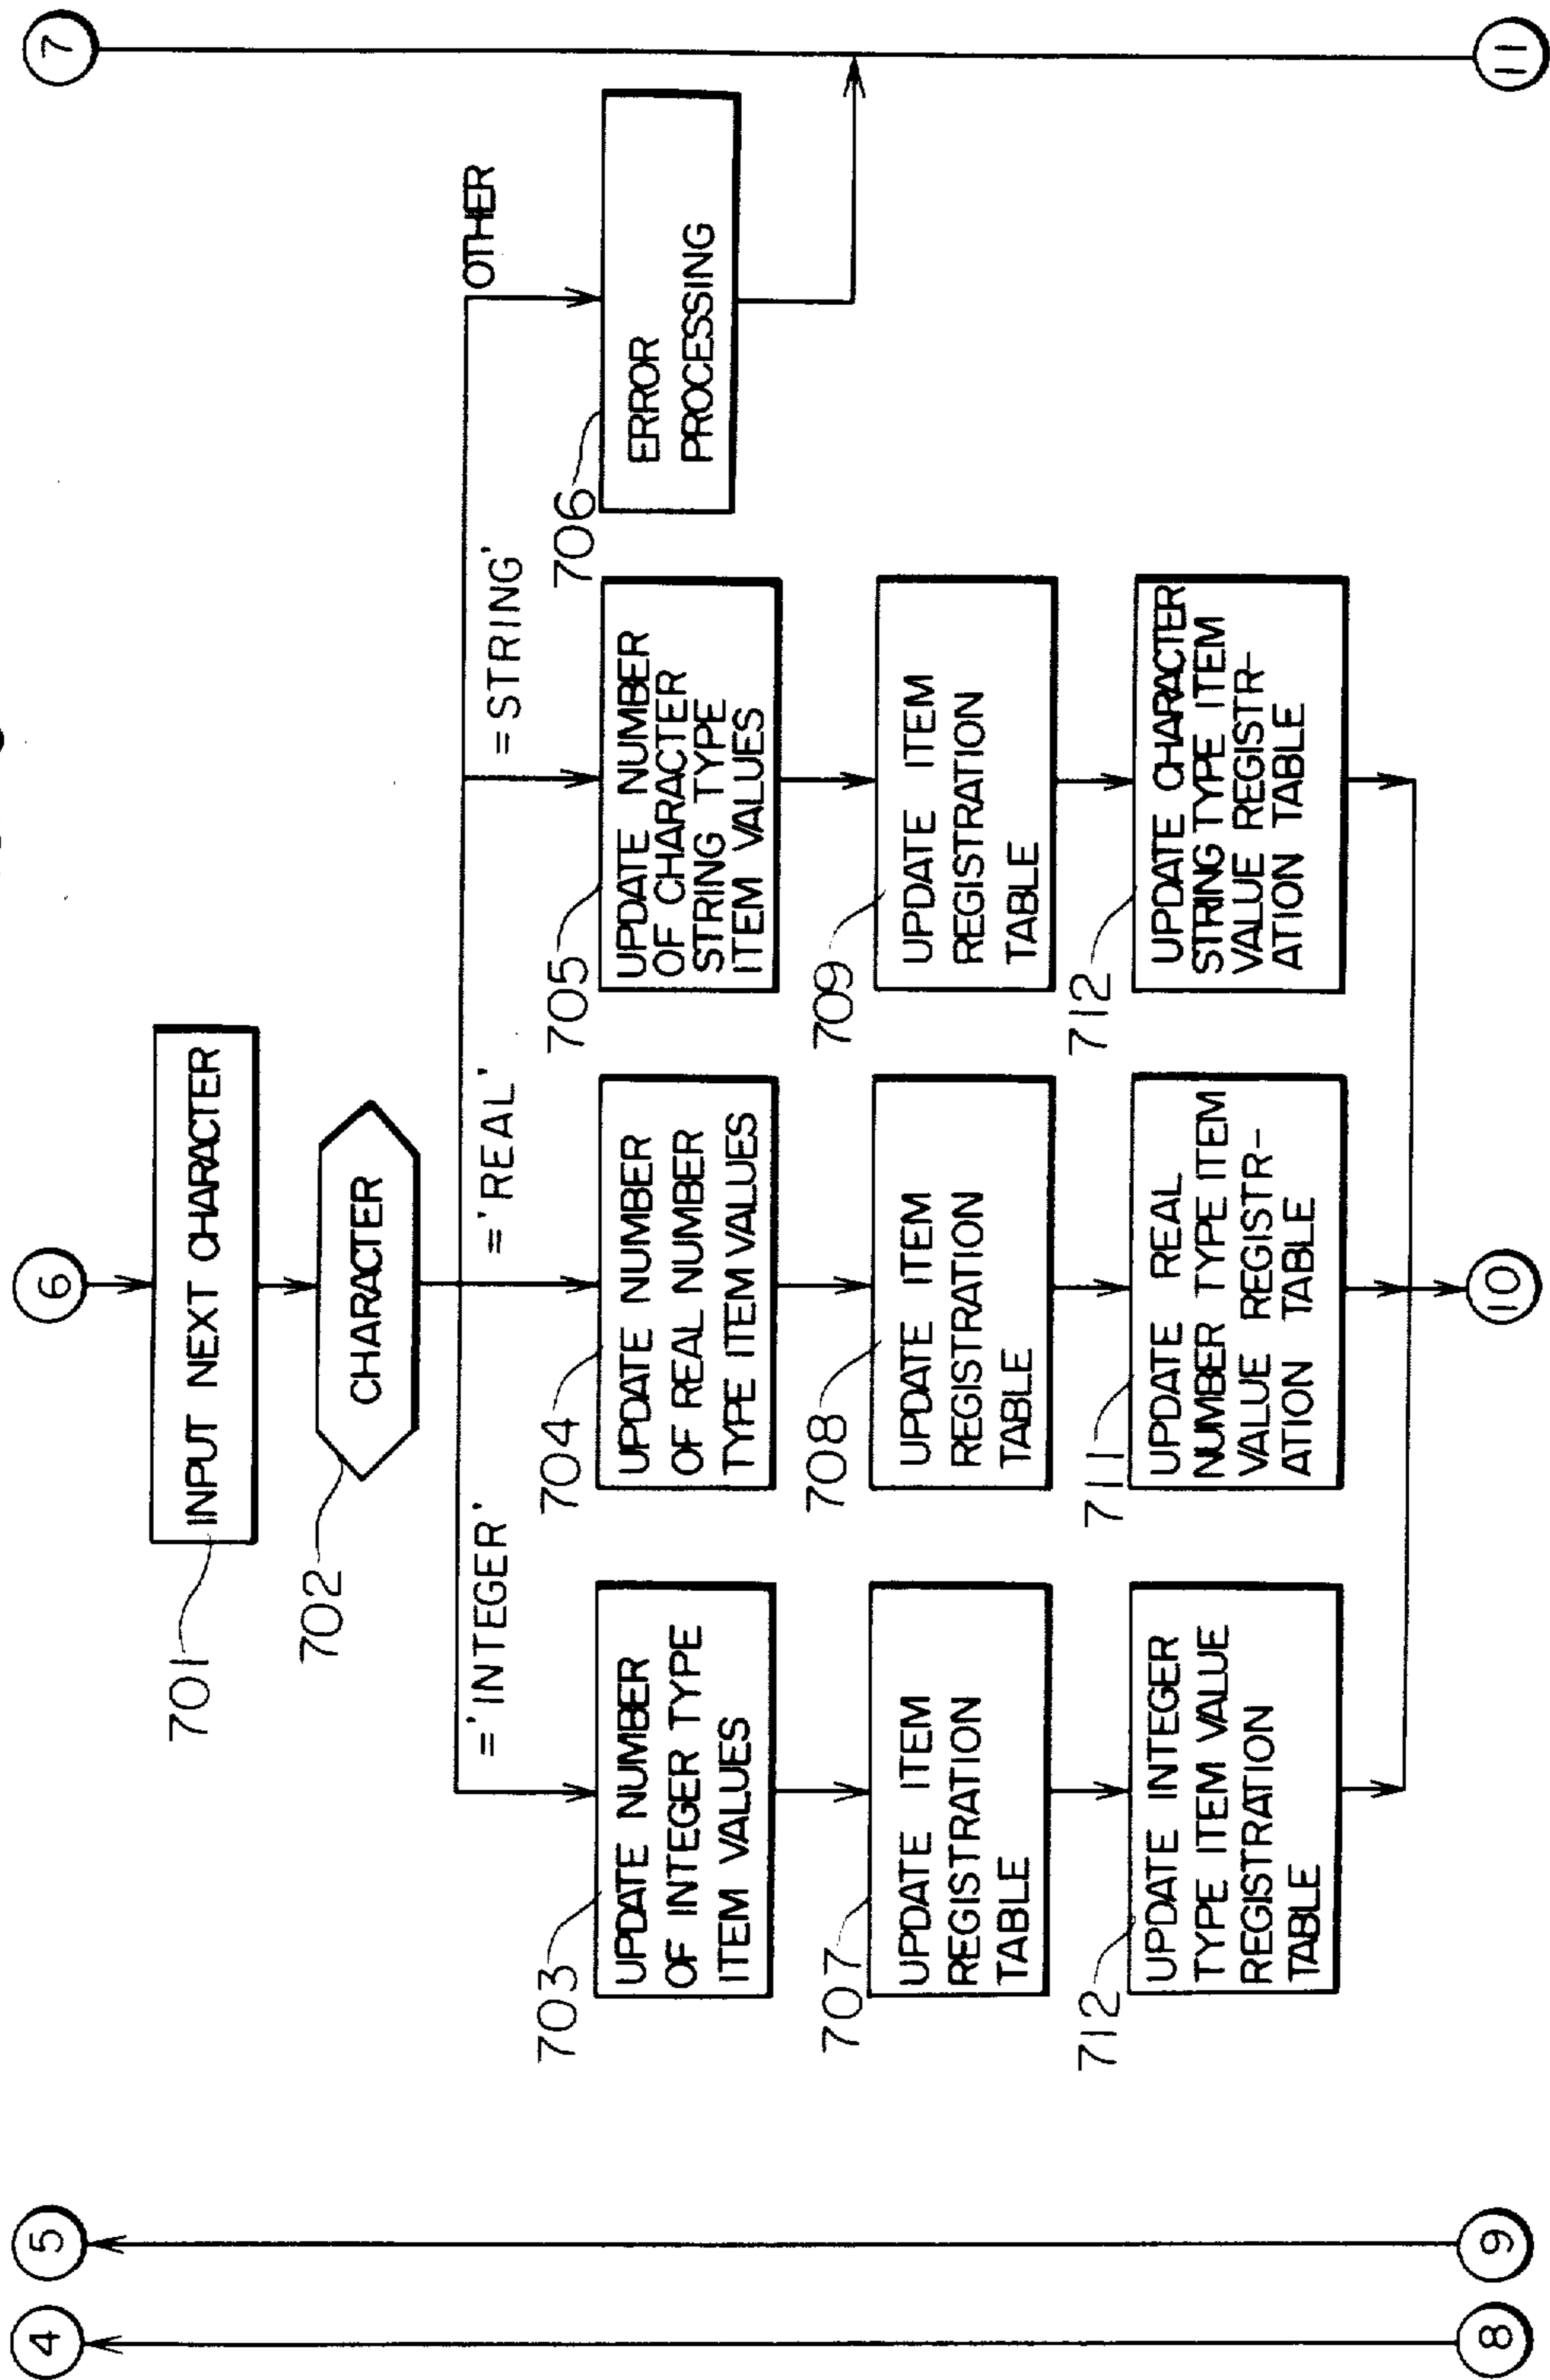 4
5
6
7
701
INPUT NEXT CHARACTER
702
CHARACTER
='INTEGER'
='REAL'
=STRING'
OTHER
703
UPDATE NUMBER
OF INTEGER TYPE
ITEM VALUES
704
UPDATE NUMBER
OF REAL NUMBER
TYPE ITEM VALUES
705
UPDATE NUMBER
OF CHARACTER
STRING TYPE
ITEM VALUES
706
ERROR
PROCESSING
707
UPDATE ITEM
REGISTRATION
TABLE
708
UPDATE ITEM
REGISTRATION
TABLE
709
UPDATE ITEM
REGISTRATION
TABLE
712
UPDATE INTEGER
TYPE ITEM VALUE
REGISTRATION
TABLE
711
UPDATE REAL
NUMBER TYPE ITEM
VALUE REGISTR-
ATION TABLE
712
UPDATE CHARACTER
STRING TYPE ITEM
VALUE REGISTR-
ATION TABLE
8
9
10
11